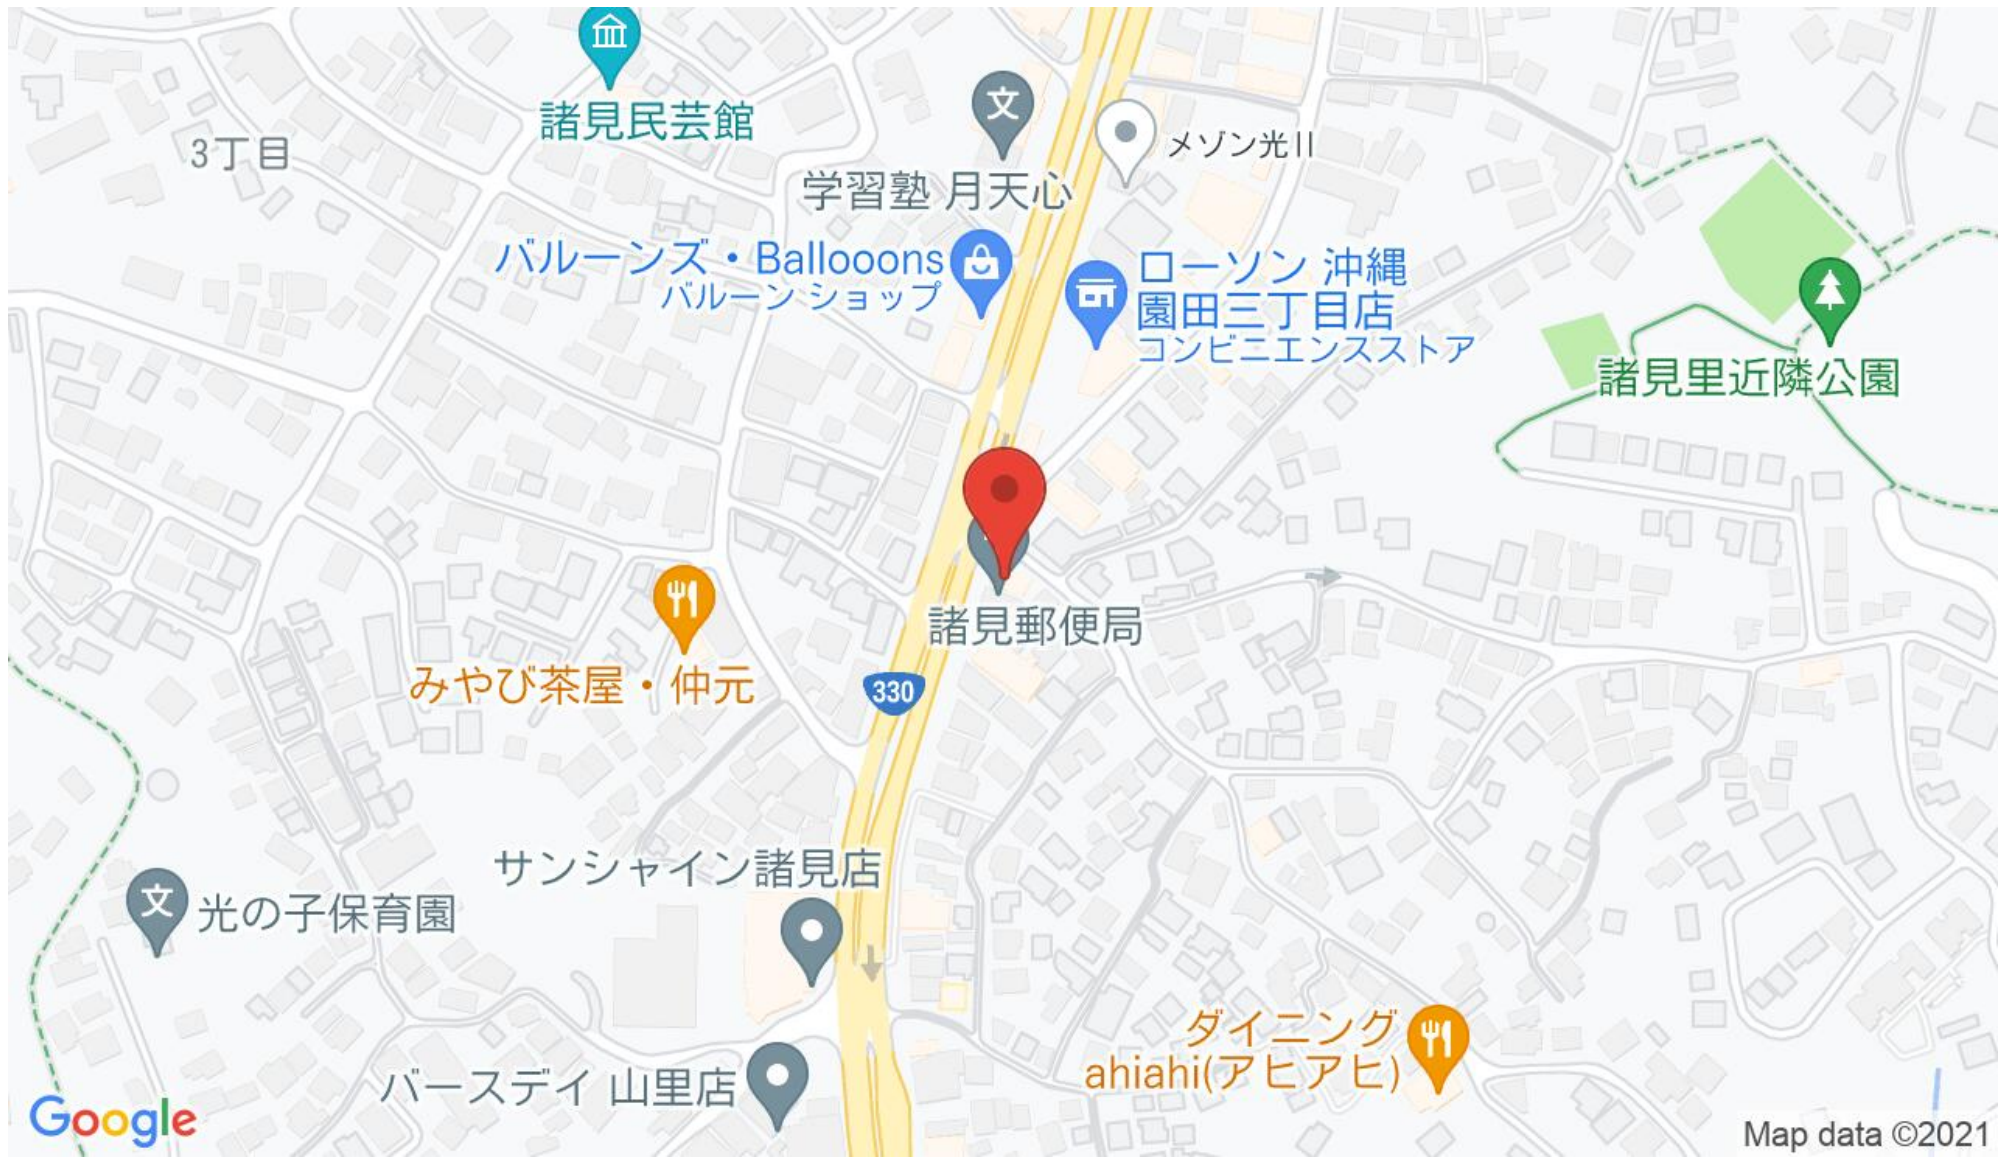 諸見民芸館
3丁目
文
メゾン光II
学習塾 月天心
バルーンズ・Ballooons
バルーン ショップ
ローソン 沖縄
園田三丁目店
コンビニエンスストア
諸見里近隣公園
諸見郵便局
みやび茶屋・仲元
330
サンシャイン諸見店
文
光の子保育園
ダイニング
ahiahi(アヒアヒ)
バースデイ 山里店
Google
Map data ©2021